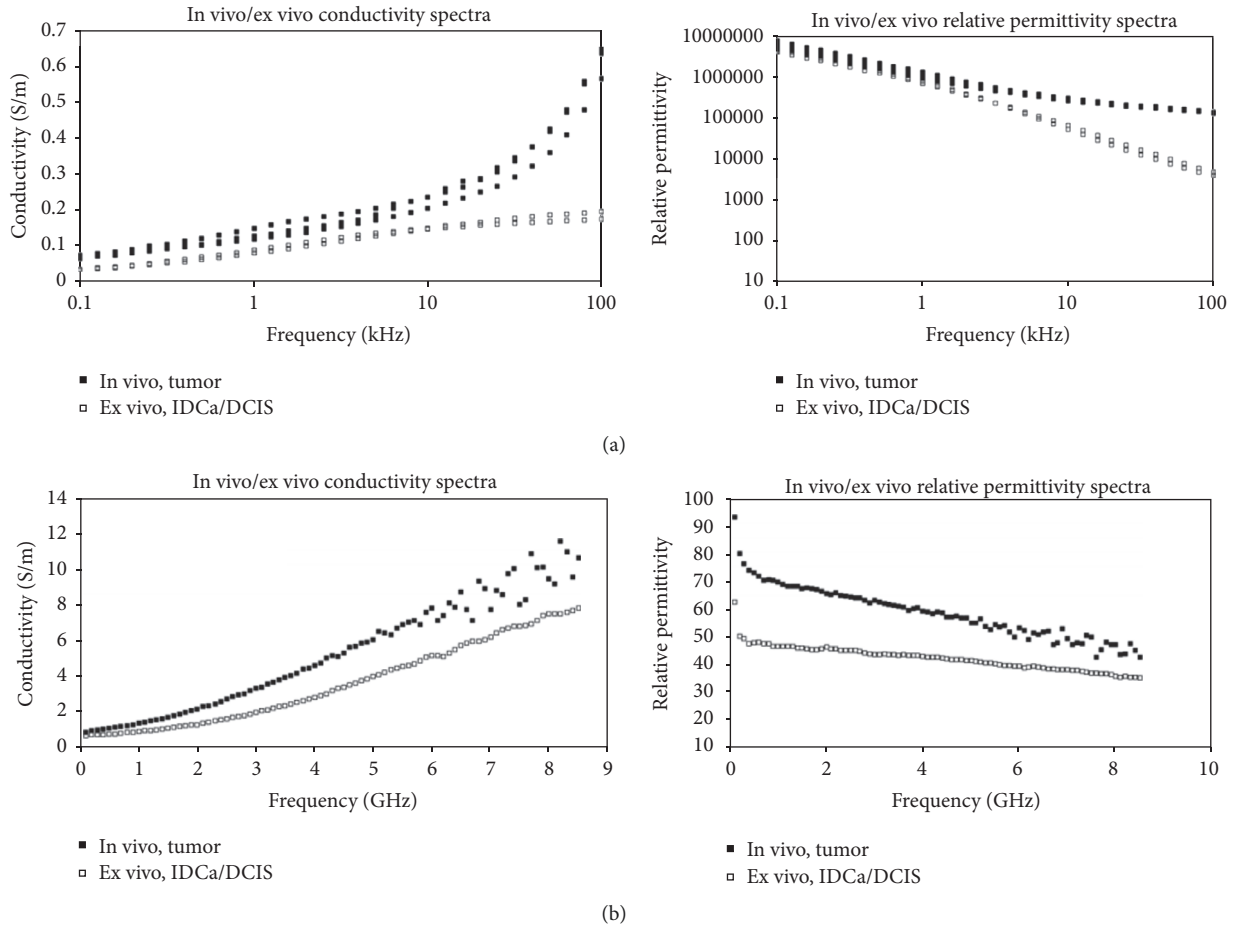 In vivo/ex vivo conductivity spectra
0.7
0.6
0.5
0.4
0.3
0.2
0.1
0
Conductivity (S/m)
0.1 1 10 100
Frequency (kHz)
In vivo, tumor
Ex vivo, IDCa/DCIS
In vivo/ex vivo relative permittivity spectra
10000000
1000000
100000
10000
1000
100
10
Relative permittivity
0.1 1 10 100
Frequency (kHz)
In vivo, tumor
Ex vivo, IDCa/DCIS
(a)
In vivo/ex vivo conductivity spectra
14
12
10
8
6
4
2
0
Conductivity (S/m)
0 1 2 3 4 5 6 7 8 9
Frequency (GHz)
In vivo, tumor
Ex vivo, IDCa/DCIS
In vivo/ex vivo relative permittivity spectra
100
90
80
70
60
50
40
30
20
10
Relative permittivity
0 2 4 6 8 10
Frequency (GHz)
In vivo, tumor
Ex vivo, IDCa/DCIS
(b)